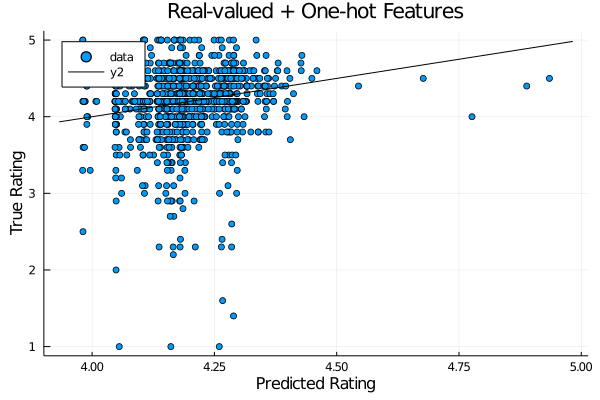 Real-valued + One-hot Features
data
y2
5
4
3
2
1
True Rating
4.00
4.25
4.50
4.75
5.00
Predicted Rating